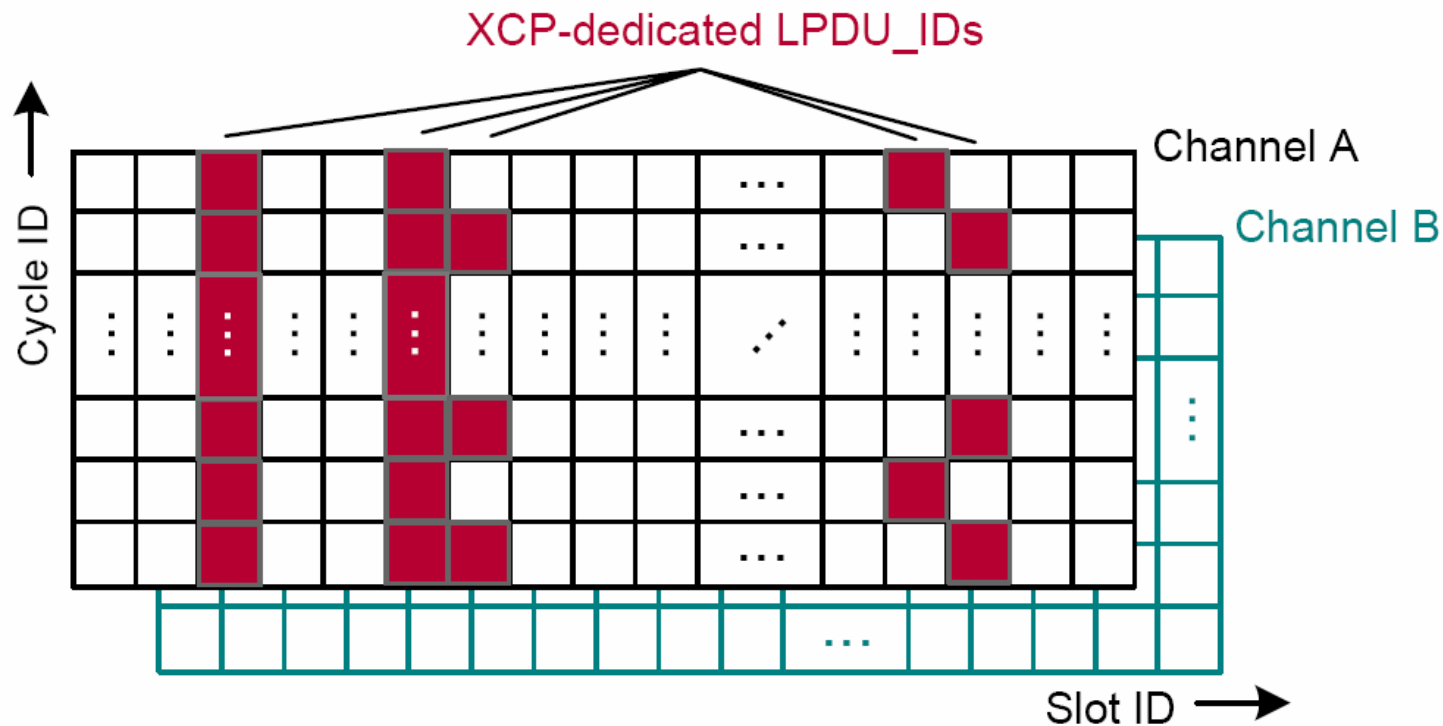 XCP-dedicated LPDU_IDs
Channel A
Channel B
Cycle ID
Slot ID